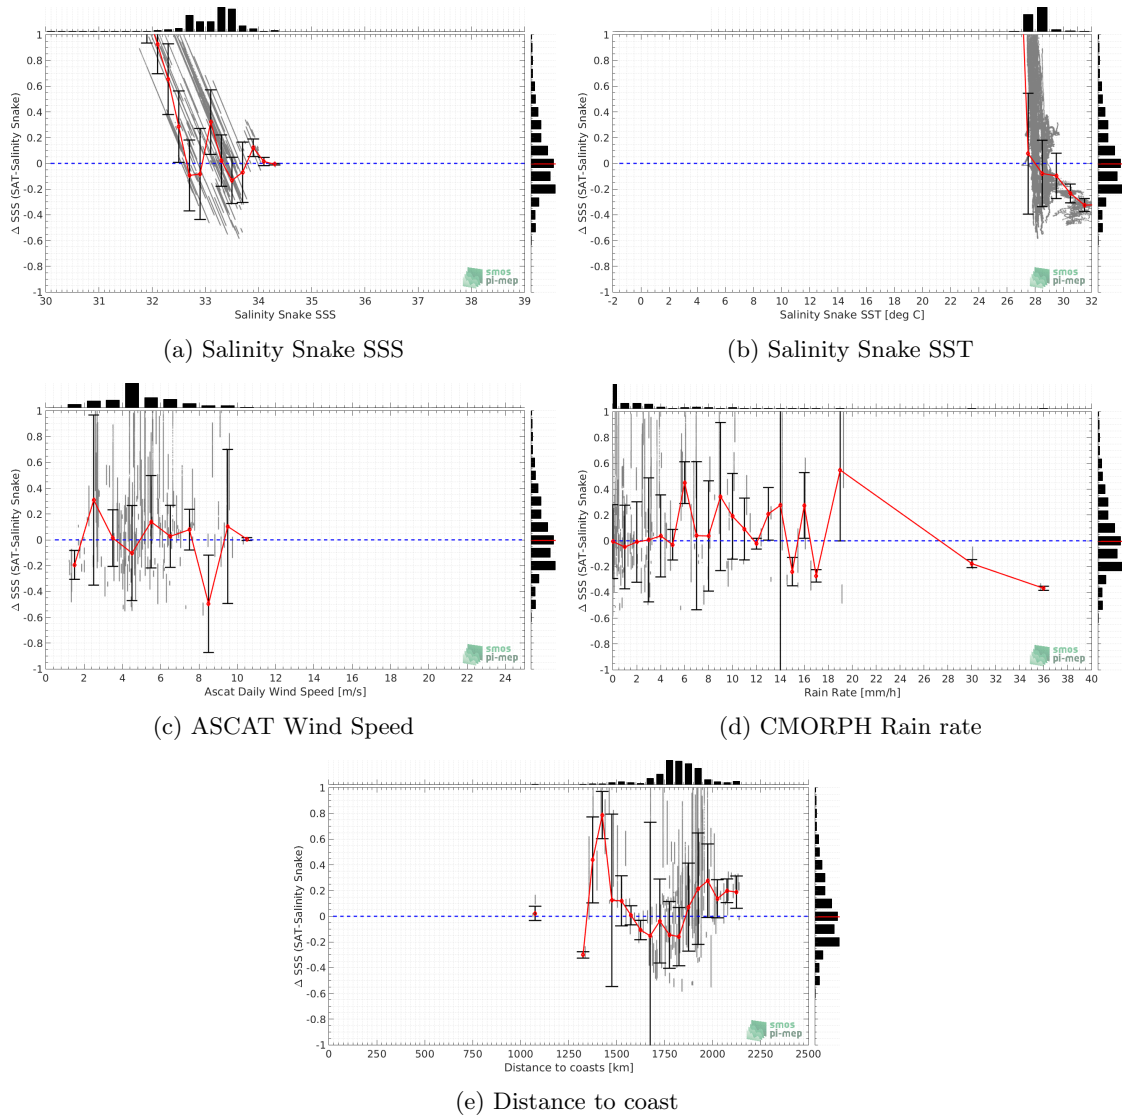 1
0.8
0.6
0.4
0.2
0
-0.2
-0.4
-0.6
-0.8
-1
Δ SSS (SAT-Salinity Snake)
30 31 32 33 34 35 36 37 38 39
Salinity Snake SSS
smos
pi-mep
(a) Salinity Snake SSS
1
0.8
0.6
0.4
0.2
0
-0.2
-0.4
-0.6
-0.8
-1
Δ SSS (SAT-Salinity Snake)
-2 0 2 4 6 8 10 12 14 16 18 20 22 24 26 28 30 32
Salinity Snake SST [deg C]
smos
pi-mep
(b) Salinity Snake SST
1
0.8
0.6
0.4
0.2
0
-0.2
-0.4
-0.6
-0.8
-1
Δ SSS (SAT-Salinity Snake)
0 2 4 6 8 10 12 14 16 18 20 22 24
Ascat Daily Wind Speed [m/s]
smos
pi-mep
(c) ASCAT Wind Speed
1
0.8
0.6
0.4
0.2
0
-0.2
-0.4
-0.6
-0.8
-1
Δ SSS (SAT-Salinity Snake)
0 2 4 6 8 10 12 14 16 18 20 22 24 26 28 30 32 34 36 38 40
Rain Rate [mm/h]
smos
pi-mep
(d) CMORPH Rain rate
1
0.8
0.6
0.4
0.2
0
-0.2
-0.4
-0.6
-0.8
-1
Δ SSS (SAT-Salinity Snake)
0 250 500 750 1000 1250 1500 1750 2000 2250 2500
Distance to coasts [km]
smos
pi-mep
(e) Distance to coast